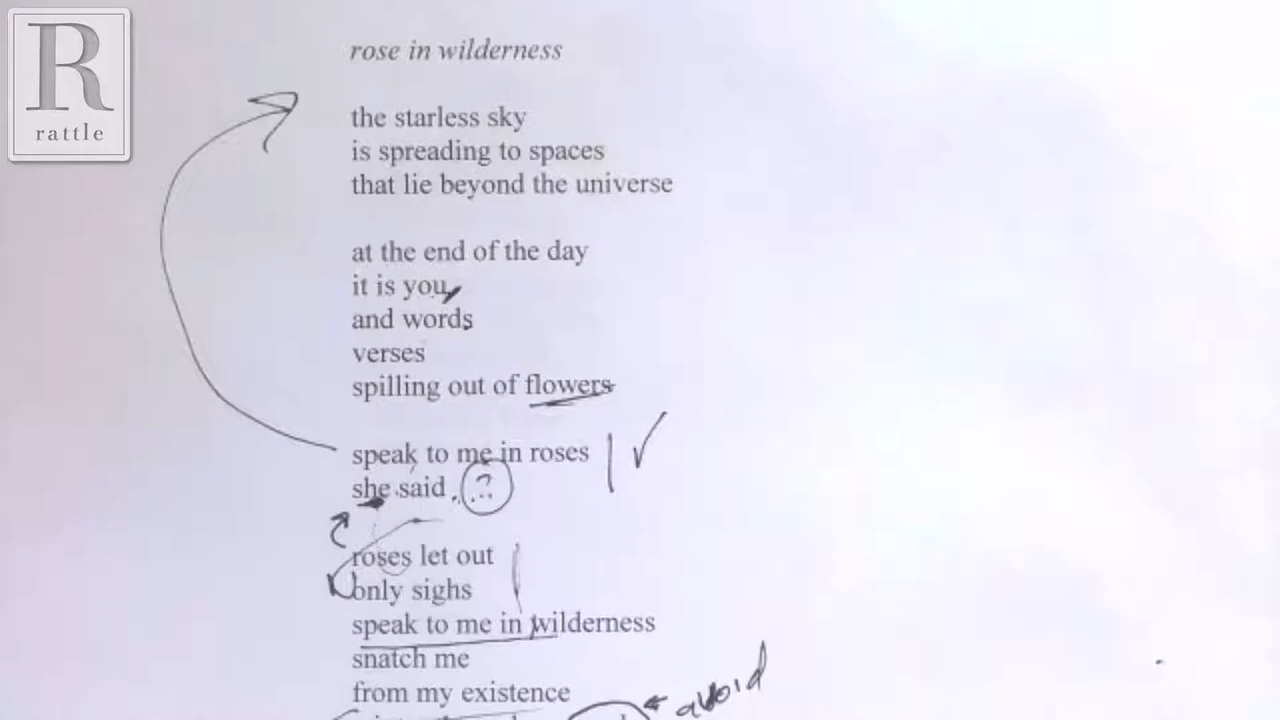 R
rattle
rose in wilderness
the starless sky
is spreading to spaces
that lie beyond the universe
at the end of the day
it is you,
and words
verses
spilling out of flowers
speak to me in roses
she said. ??
roses let out
only sighs
speak to me in wilderness
snatch me
from my existence
avoid